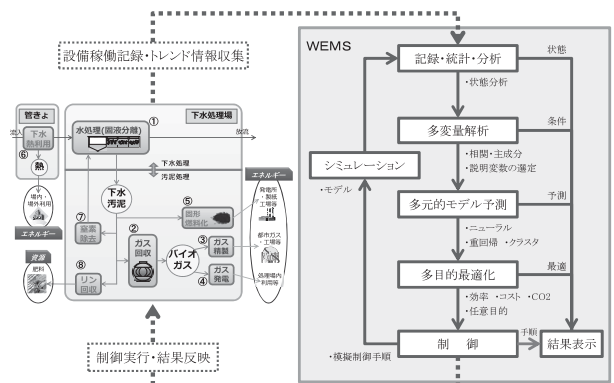 設備稼働記録・トレンド情報収集
管きょ
流入
下水
熱利用
⑥
熱
場内・
場外利用
エネルギー
①
下水処理場
水処理(固液分離)
放流
下水処理
汚泥処理
下水
汚泥
⑤
固形
燃料化
⑦
窒素
除去
②
ガス
回収
バイオ
ガス
③
ガス
精製
④
ガス
発電
⑧
リン
回収
資源
肥料
エネルギー
発電所
・製紙
工場等
都市ガス
・工場等
処理場内
利用等
制御実行・結果反映
WEMS
記録・統計・分析
状態
・状態分析
多変量解析
条件
・相関・主成分
・説明変数の選定
シミュレーション
・モデル
多元的モデル予測
予測
・ニューラル
・重回帰・クラスタ
多目的最適化
最適
・効率・コスト・CO2
・任意目的
制 御
手順
結果表示
・模擬制御手順